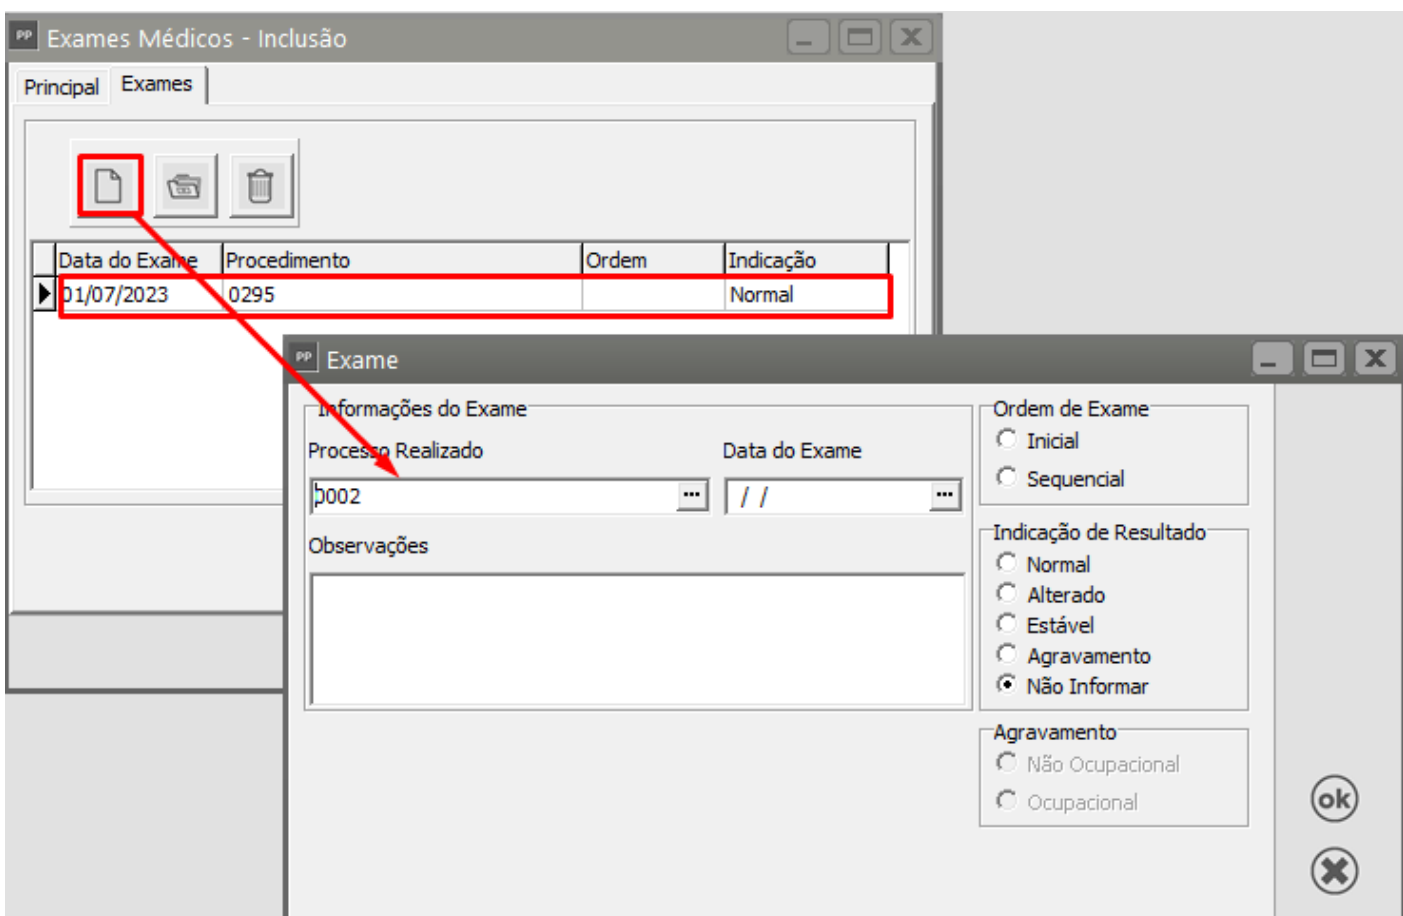 PP Exames Médicos - Inclusão
Principal Exames
Data do Exame Procedimento Ordem Indicação
01/07/2023 0295 Normal
PP Exame
Informações do Exame
Processo Realizado Data do Exame
0002 / /
Observações
Ordem de Exame
Inicial
Sequencial
Indicação de Resultado
Normal
Alterado
Estável
Agravamento
Não Informar
Agravamento
Não Ocupacional
Ocupacional
ok